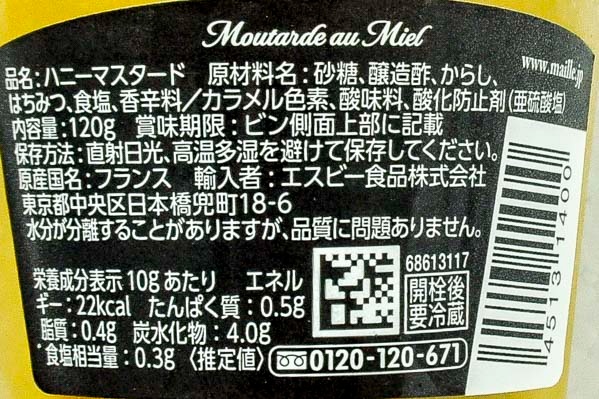 Moutarde au Miel
www.maille.jp
品名:ハニーマスタード 原材料名:砂糖、醸造酢、からし、
はちみつ、食塩、香辛料/カラメル色素、酸味料、酸化防止剤(亜硫酸塩)
内容量:120g 賞味期限:ビン側面上部に記載
保存方法:直射日光、高温多湿を避けて保存してください。
原産国名:フランス 輸入者:エスビー食品株式会社
東京都中央区日本橋兜町18-6
水分が分離することがありますが、品質に問題ありません。
栄養成分表示 10gあたり エネル
ギー:22kcal たんぱく質:0.5g
脂質:0.4g 炭水化物:4.0g
食塩相当量:0.3g 〈推定値〉
68613117
開栓後
要冷蔵
0120-120-671
4513 1400